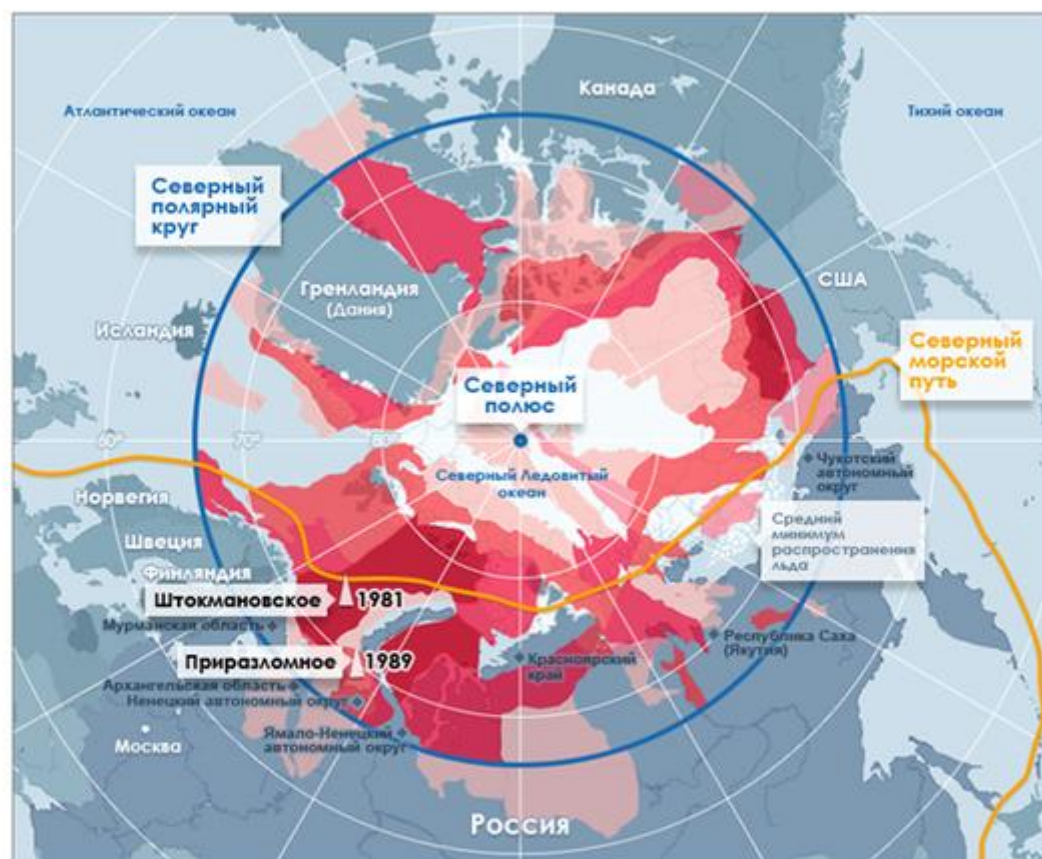 Канада
Атлантический океан
Тихий океан
Северный
полярный
круг
США
Гренландия
(Дания)
Исландия
Северный
морской
путь
Северный
полюс
60°
70°
80°
Северный Ледовитый
океан
Чукотский
автономный
округ
Норвегия
Средний
минимум
распространения
льда
Швеция
Финляндия
Штокмановское
1981
Мурманская область
Республика Саха
(Якутия)
Приразломное
1989
Красноярский
край
Архангельская область
Ненецкий автономный округ
Ямало-Ненецкий
автономный округ
Москва
Россия